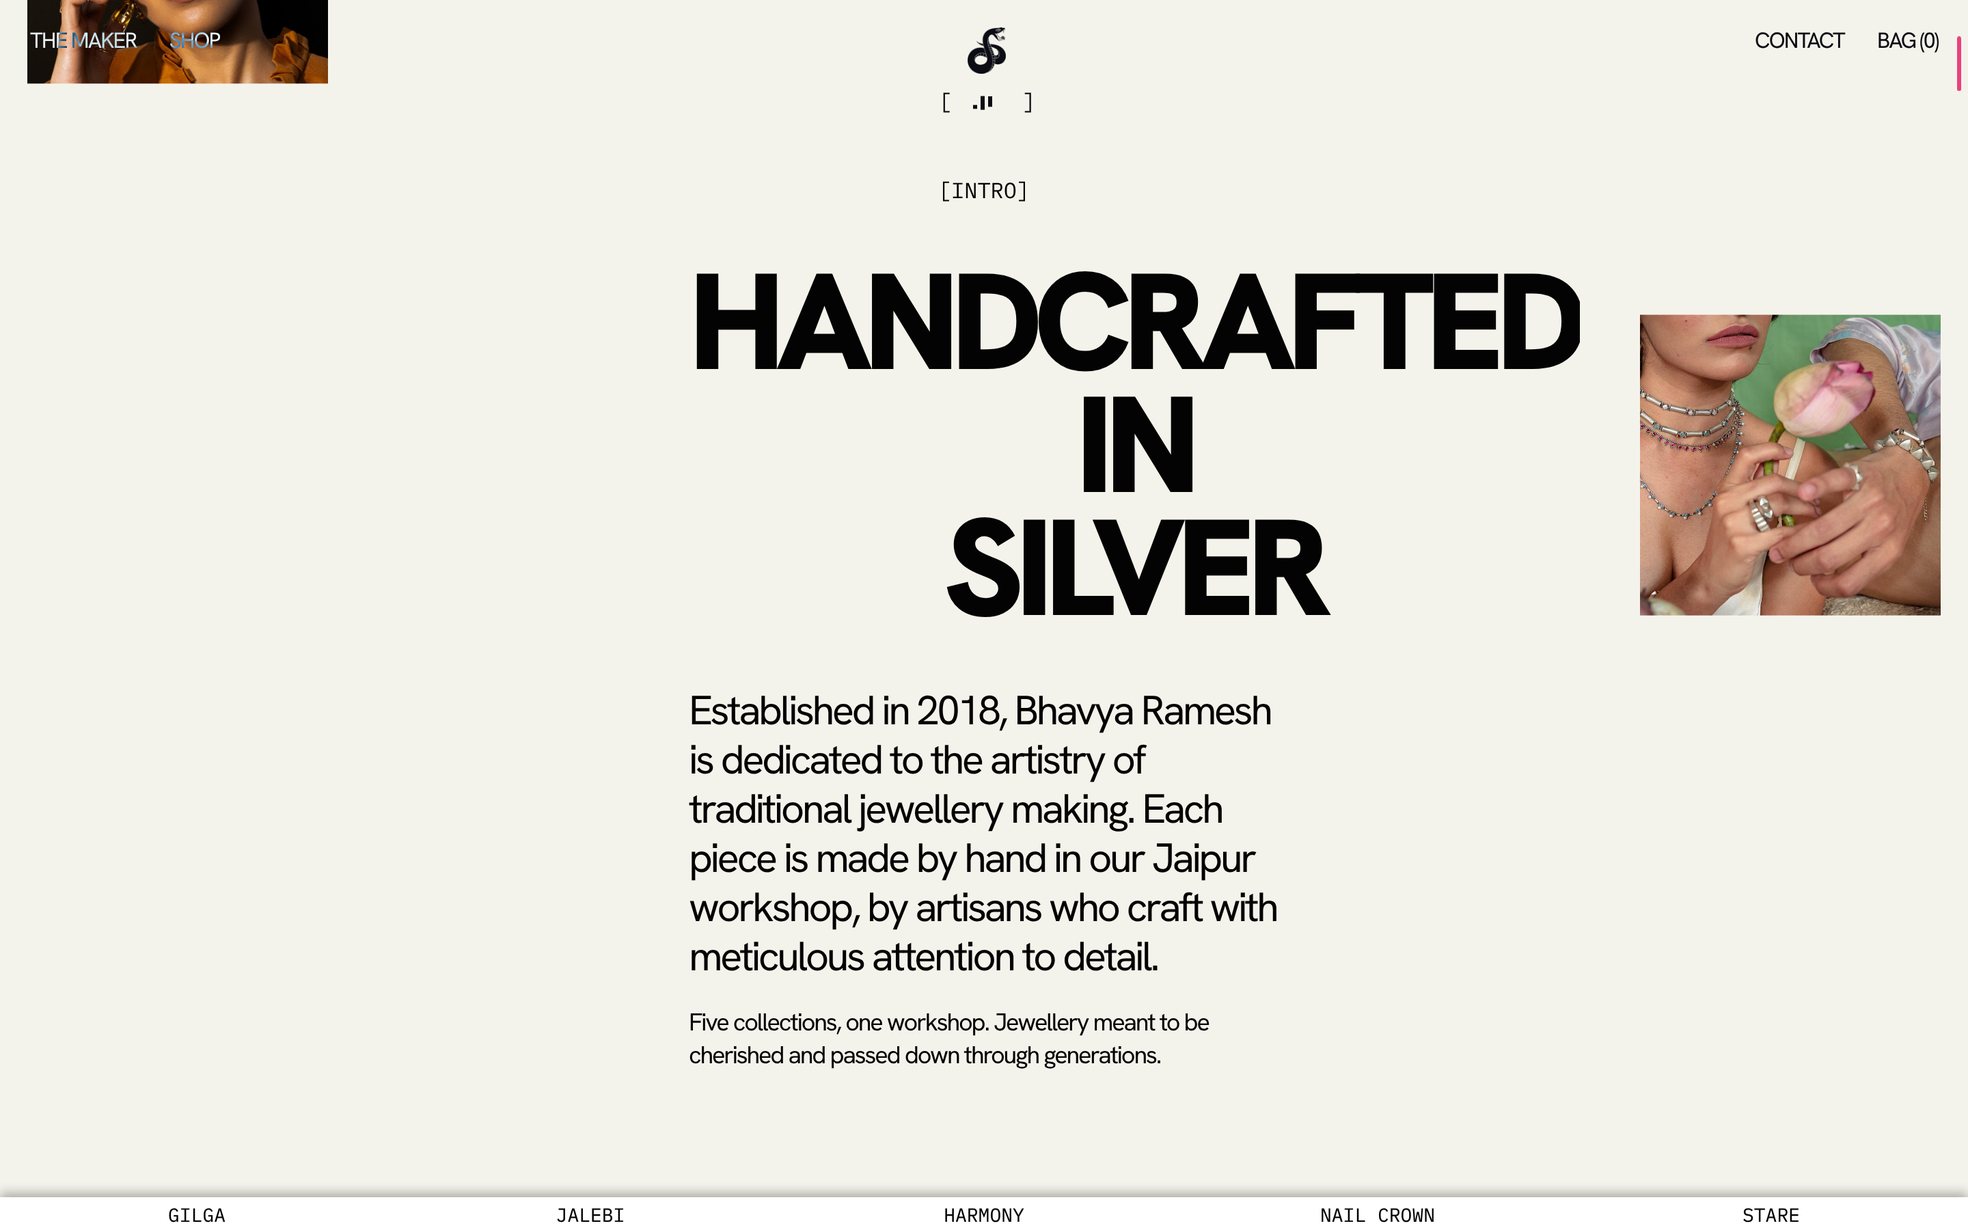 THE MAKER
SHOP
CONTACT
BAG (0)
[INTRO]
HANDCRAFTED
IN
SILVER
Established in 2018, Bhavya Ramesh
is dedicated to the artistry of
traditional jewellery making. Each
piece is made by hand in our Jaipur
workshop, by artisans who craft with
meticulous attention to detail.
Five collections, one workshop. Jewellery meant to be
cherished and passed down through generations.
GILGA
JALEBI
HARMONY
NAIL CROWN
STARE